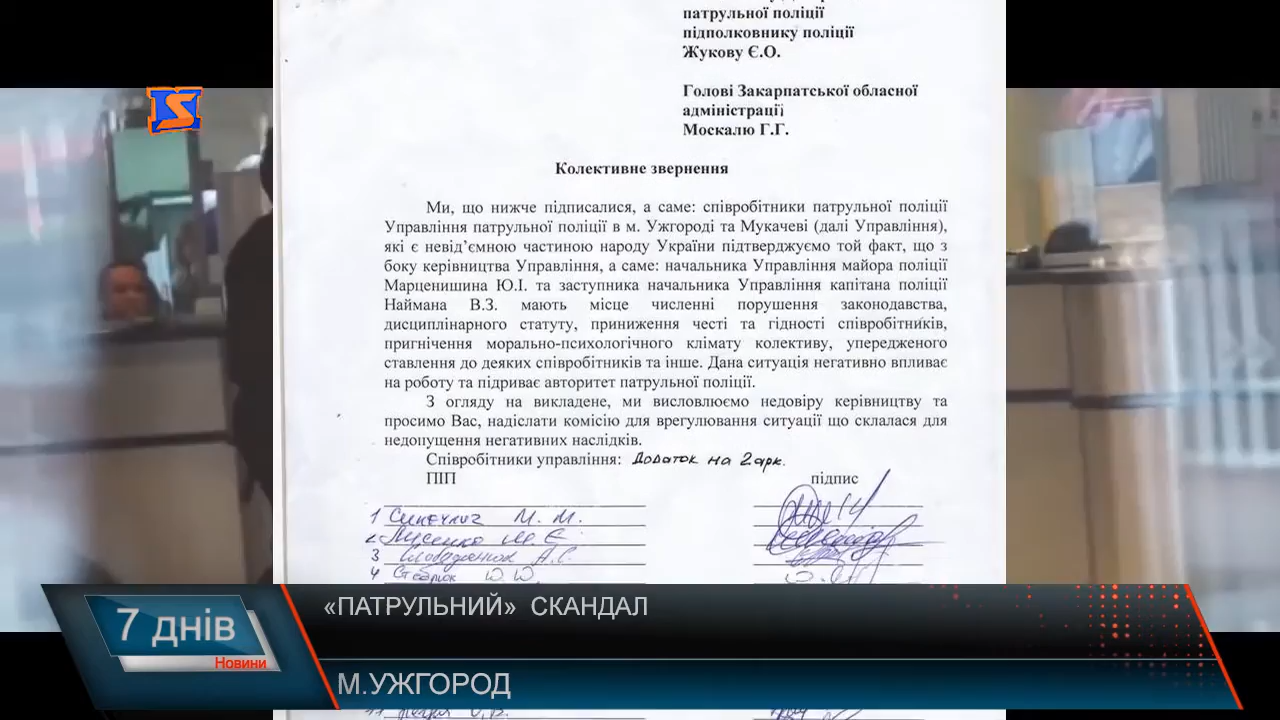 патрульної поліції
підполковнику поліції
Жукову Є.О.
Голові Закарпатської обласної
адміністрації
Москалю Г.Г.
Колективне звернення
Ми, що нижче підписалися, а саме: співробітники патрульної поліції
Управління патрульної поліції в м. Ужгороді та Мукачеві (далі Управління),
які є невід’ємною частиною народу України підтверджуємо той факт, що з
боку керівництва Управління, а саме: начальника Управління майора поліції
Марценишина Ю.І. та заступника начальника Управління капітана поліції
Наймана В.З. мають місце численні порушення законодавства,
дисциплінарного статуту, приниження честі та гідності співробітників,
пригнічення морально-психологічного клімату колективу, упередженого
ставлення до деяких співробітників та інше. Дана ситуація негативно впливає
на роботу та підриває авторитет патрульної поліції.
З огляду на викладене, ми висловлюємо недовіру керівництву та
просимо Вас, надіслати комісію для врегулювання ситуації що склалася для
недопущення негативних наслідків.
Співробітники управління: Додаток на 2 арк.
ПІП підпис
1 М. М.
2
3 А.С.
4
«ПАТРУЛЬНИЙ» СКАНДАЛ
7 днів
Новини
М.УЖГОРОД